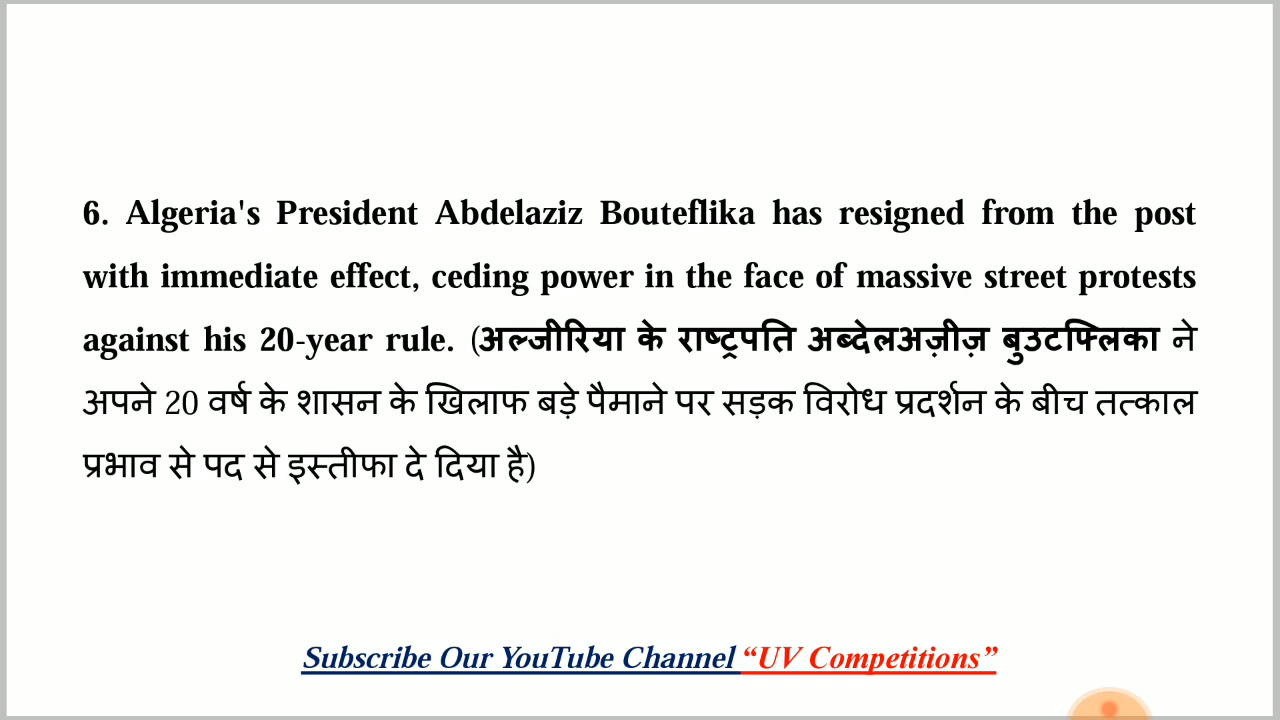 6. Algeria's President Abdelaziz Bouteflika has resigned from the post
with immediate effect, ceding power in the face of massive street protests
against his 20-year rule. (अल्जीरिया के राष्ट्रपति अब्देलअज़ीज़ बुउटफ्लिका ने
अपने 20 वर्ष के शासन के खिलाफ बड़े पैमाने पर सड़क विरोध प्रदर्शन के बीच तत्काल
प्रभाव से पद से इस्तीफा दे दिया है)
Subscribe Our YouTube Channel “UV Competitions”